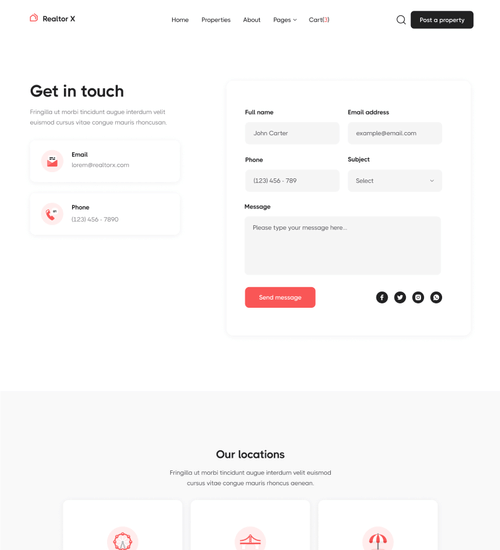 Realtor X
Home Properties About Pages Cart(3)
Post a property
Get in touch
Fringilla ut morbi tincidunt augue interdum velit
euismod cursus vitae congue mauris rhoncusan.
Email
lorem@realtorx.com
Phone
(123) 456 - 7890
Full name
John Carter
Email address
example@email.com
Phone
(123) 456 - 789
Subject
Select
Message
Please type your message here...
Send message
Our locations
Fringilla ut morbi tincidunt augue interdum velit euismod
cursus vitae congue mauris rhoncus aenean.